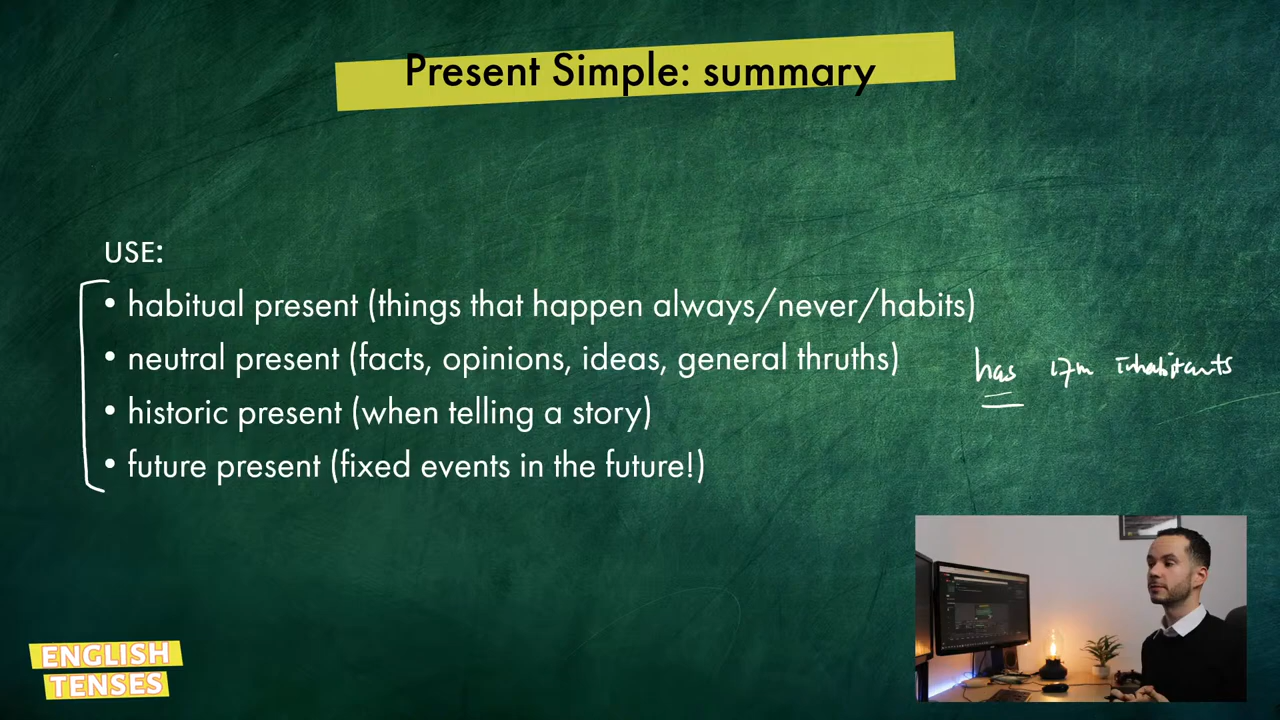 Present Simple: summary
USE:
• habitual present (things that happen always/never/habits)
• neutral present (facts, opinions, ideas, general thruths)
has 17m inhabitants
• historic present (when telling a story)
• future present (fixed events in the future!)
ENGLISH
TENSES